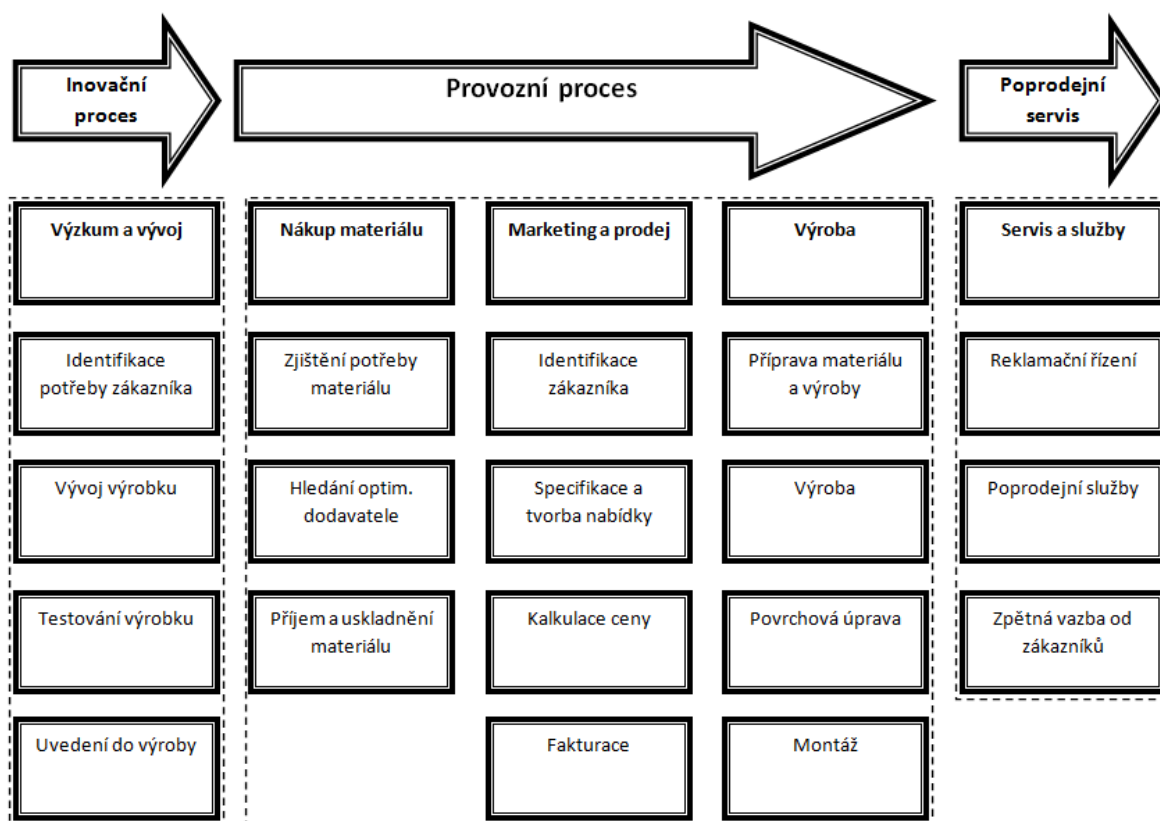 Inovační
proces
Provozní proces
Poprodejní
servis
Výzkum a vývoj
Nákup materiálu
Marketing a prodej
Výroba
Servis a služby
Identifikace
potřeby zákazníka
Zjištění potřeby
materiálu
Identifikace
zákazníka
Příprava materiálu
a výroby
Reklamační řízení
Vývoj výrobku
Hledání optim.
dodavatele
Specifikace a
tvorba nabídky
Výroba
Poprodejní služby
Testování výrobku
Příjem a uskladnění
materiálu
Kalkulace ceny
Povrchová úprava
Zpětná vazba od
zákazníků
Uvedení do výroby
Fakturace
Montáž